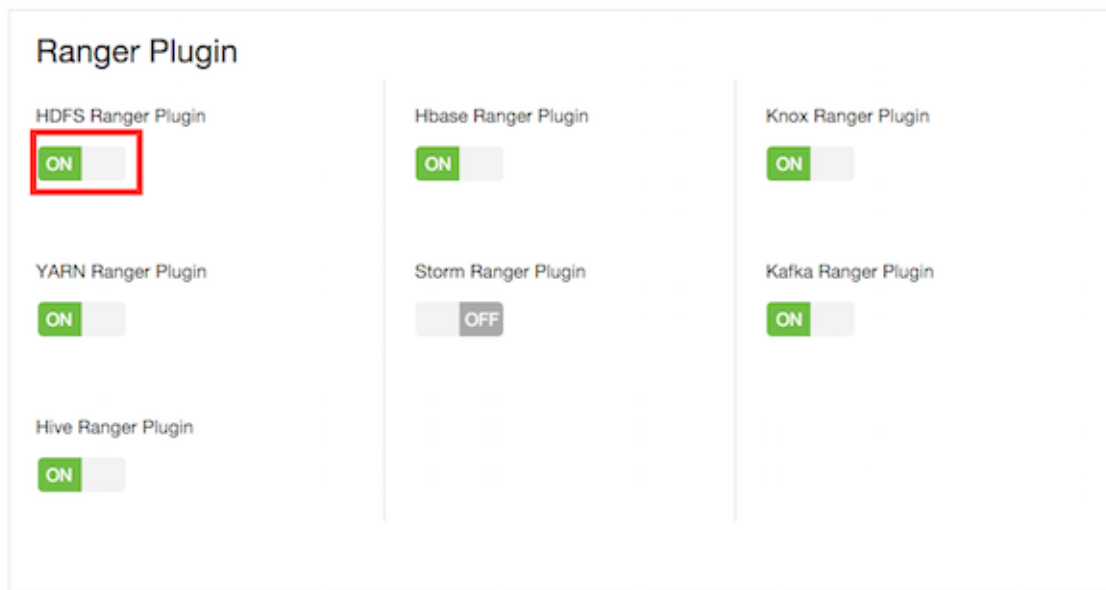 Ranger Plugin
HDFS Ranger Plugin
Hbase Ranger Plugin
Knox Ranger Plugin
ON
ON
ON
YARN Ranger Plugin
Storm Ranger Plugin
Kafka Ranger Plugin
ON
OFF
ON
Hive Ranger Plugin
ON